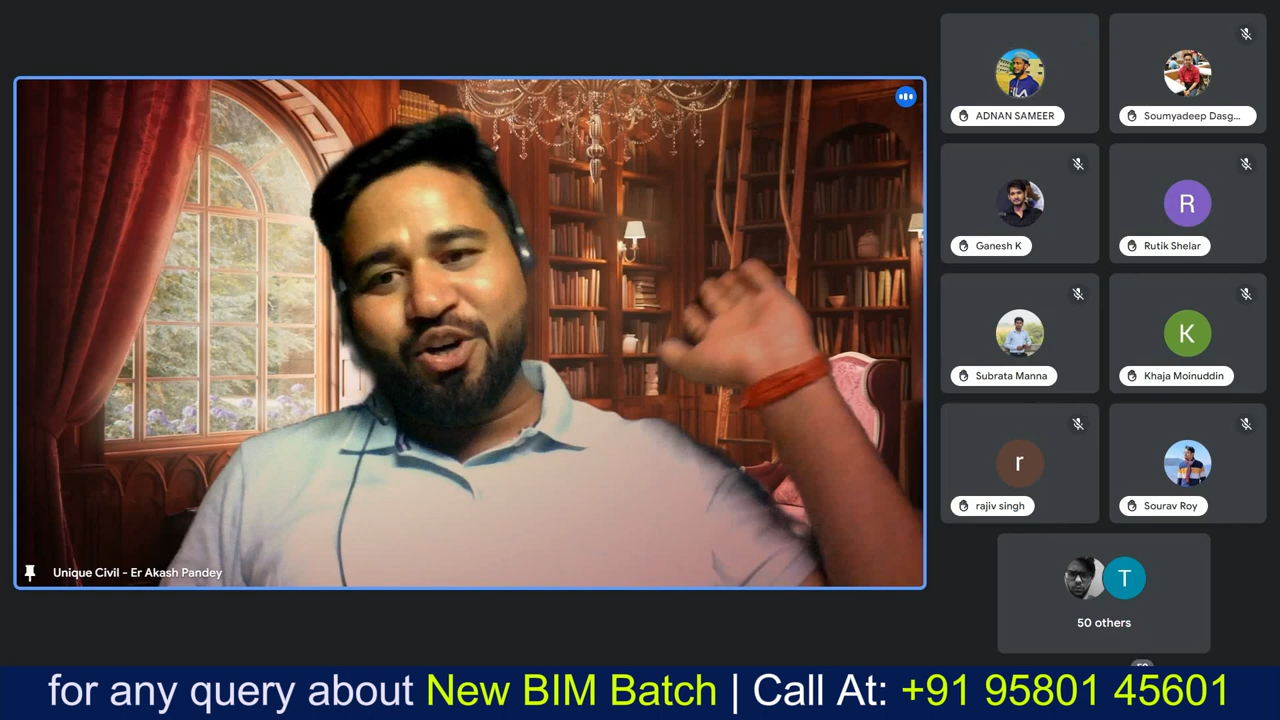 ADNAN SAMEER
Soumyadeep Dasg...
Ganesh K
R
Rutik Shelar
Subrata Manna
K
Khaja Moinuddin
r
rajiv singh
Sourav Roy
T
50 others
Unique Civil - Er Akash Pandey
for any query about New BIM Batch | Call At: +91 95801 45601